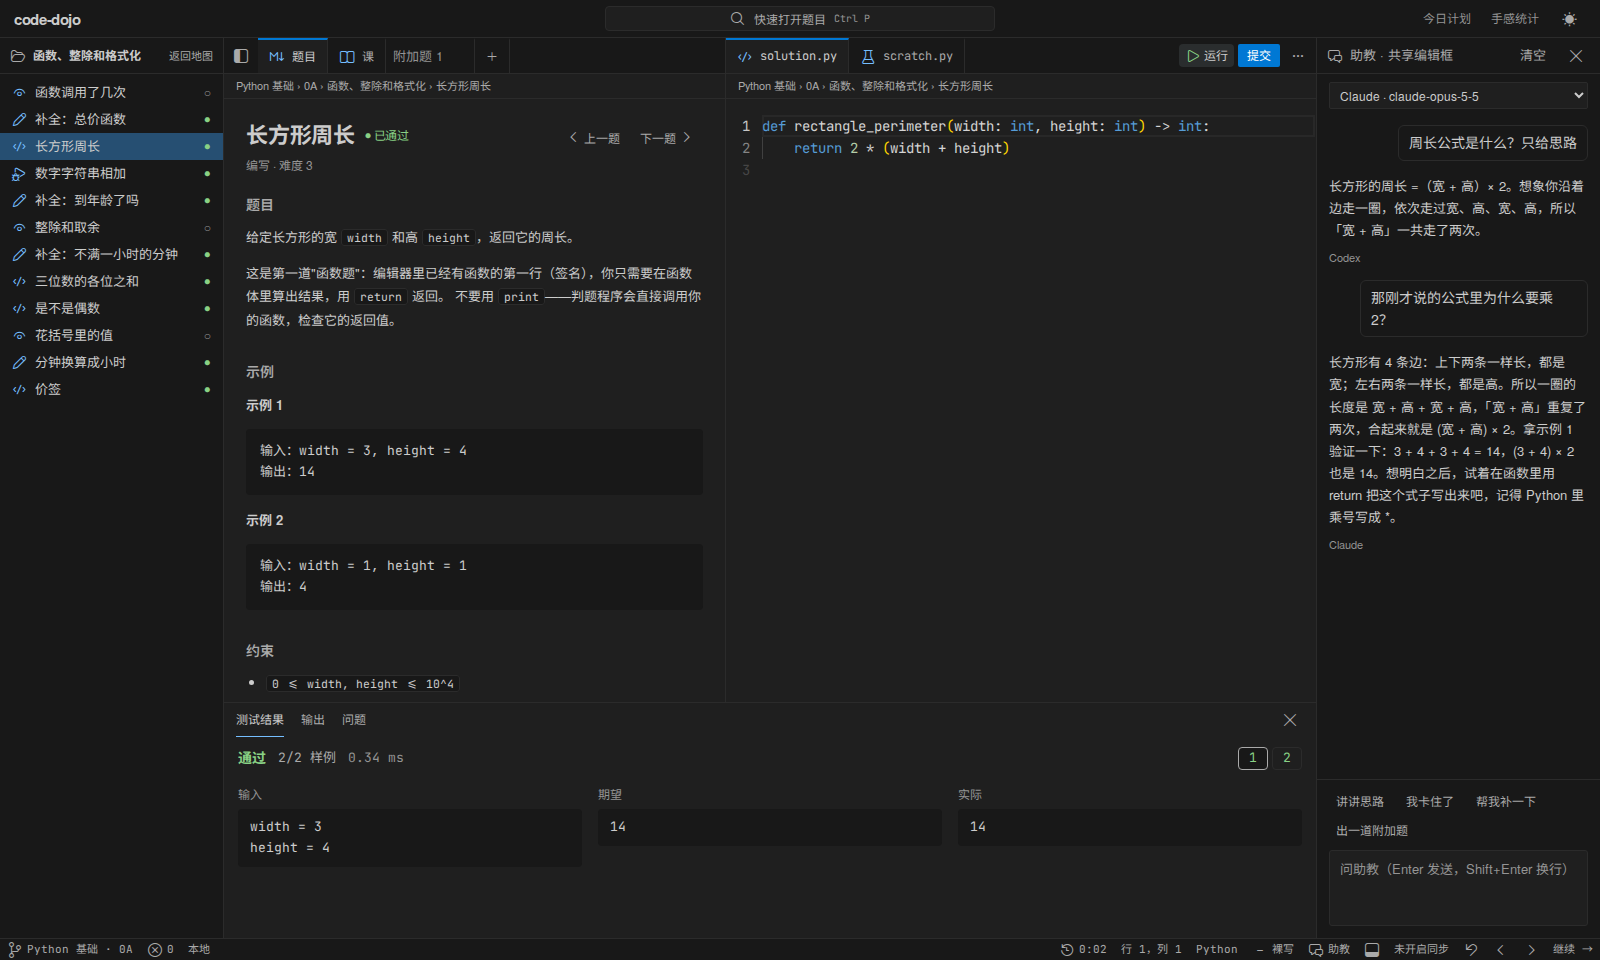 code-dojo
快速打开题目 Ctrl P
今日计划 手感统计
函数、整除和格式化 返回地图
函数调用了几次
补全：总价函数
长方形周长
数字字符串相加
补全：到年龄了吗
整除和取余
补全：不满一小时的分钟
三位数的各位之和
是不是偶数
花括号里的值
分钟换算成小时
价签
题目 课 附加题 1 +
Python 基础 › 0A › 函数、整除和格式化 › 长方形周长
长方形周长 ● 已通过
上一题 下一题
编写 · 难度 3
题目
给定长方形的宽 width 和高 height，返回它的周长。
这是第一道"函数题"：编辑器里已经有函数的第一行（签名），你只需要在函数
体里算出结果，用 return 返回。 不要用 print——判题程序会直接调用你
的函数，检查它的返回值。
示例
示例 1
输入：width = 3, height = 4
输出：14
示例 2
输入：width = 1, height = 1
输出：4
约束
• 0 ≤ width, height ≤ 10^4
solution.py scratch.py
运行 提交 ···
Python 基础 › 0A › 函数、整除和格式化 › 长方形周长
1 def rectangle_perimeter(width: int, height: int) -> int:
2 return 2 * (width + height)
3
测试结果 输出 问题
通过 2/2 样例 0.34 ms
1 2
输入 期望 实际
width = 3 14 14
height = 4
助教 · 共享编辑框 清空
Claude · claude-opus-5-5
周长公式是什么？只给思路
长方形的周长 =（宽 + 高）× 2。想象你沿着
边走一圈，依次走过宽、高、宽、高，所以
「宽 + 高」一共走了两次。
Codex
那刚才说的公式里为什么要乘
2？
长方形有 4 条边：上下两条一样长，都是
宽；左右两条一样长，都是高。所以一圈的
长度是 宽 + 高 + 宽 + 高，「宽 + 高」重复了
两次，合起来就是 (宽 + 高) × 2。拿示例 1
验证一下：3 + 4 + 3 + 4 = 14，(3 + 4) × 2
也是 14。想明白之后，试着在函数里用
return 把这个式子写出来吧，记得 Python 里
乘号写成 *。
Claude
讲讲思路 我卡住了 帮我补一下
出一道附加题
问助教（Enter 发送，Shift+Enter 换行）
Python 基础 · 0A 0 本地
0:02 行 1，列 1 Python – 裸写 助教 未开启同步 继续 →